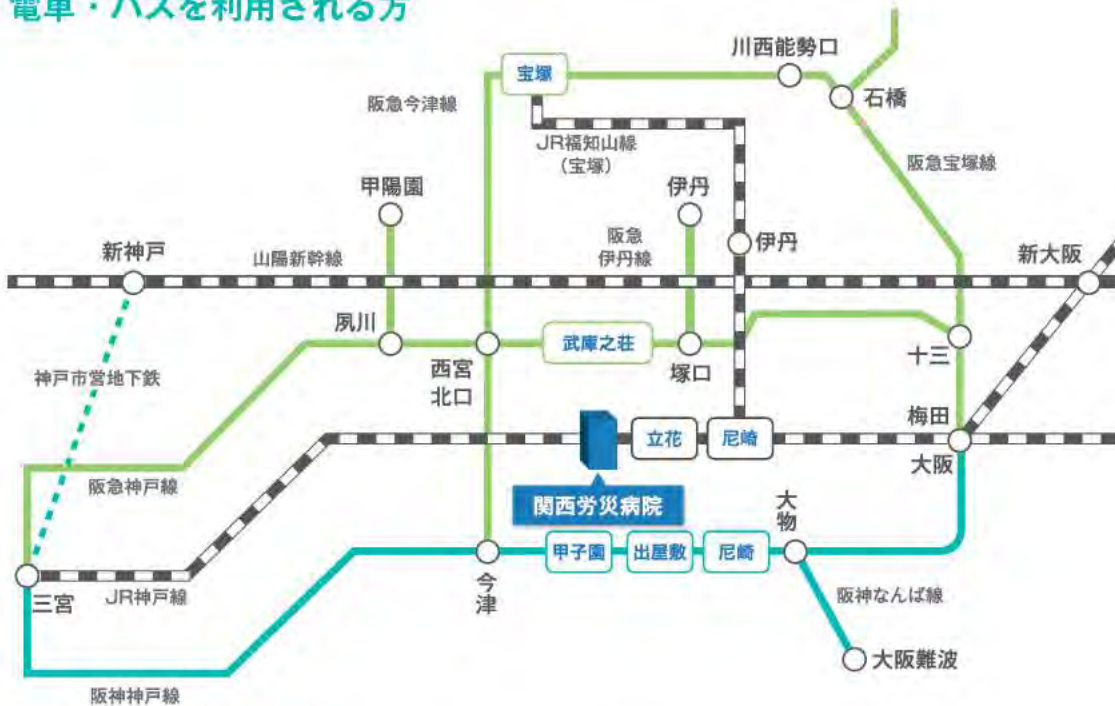 電車・バスを利用される方
川西能勢口
宝塚
石橋
阪急今津線
JR福知山線
（宝塚）
阪急宝塚線
甲陽園
伊丹
阪急
伊丹線
伊丹
新神戸
山陽新幹線
新大阪
夙川
西宮
北口
武庫之荘
塚口
十三
神戸市営地下鉄
梅田
立花
尼崎
大阪
阪急神戸線
関西労災病院
大物
甲子園
出屋敷
尼崎
三宮
JR神戸線
今津
阪神なんば線
大阪難波
阪神神戸線